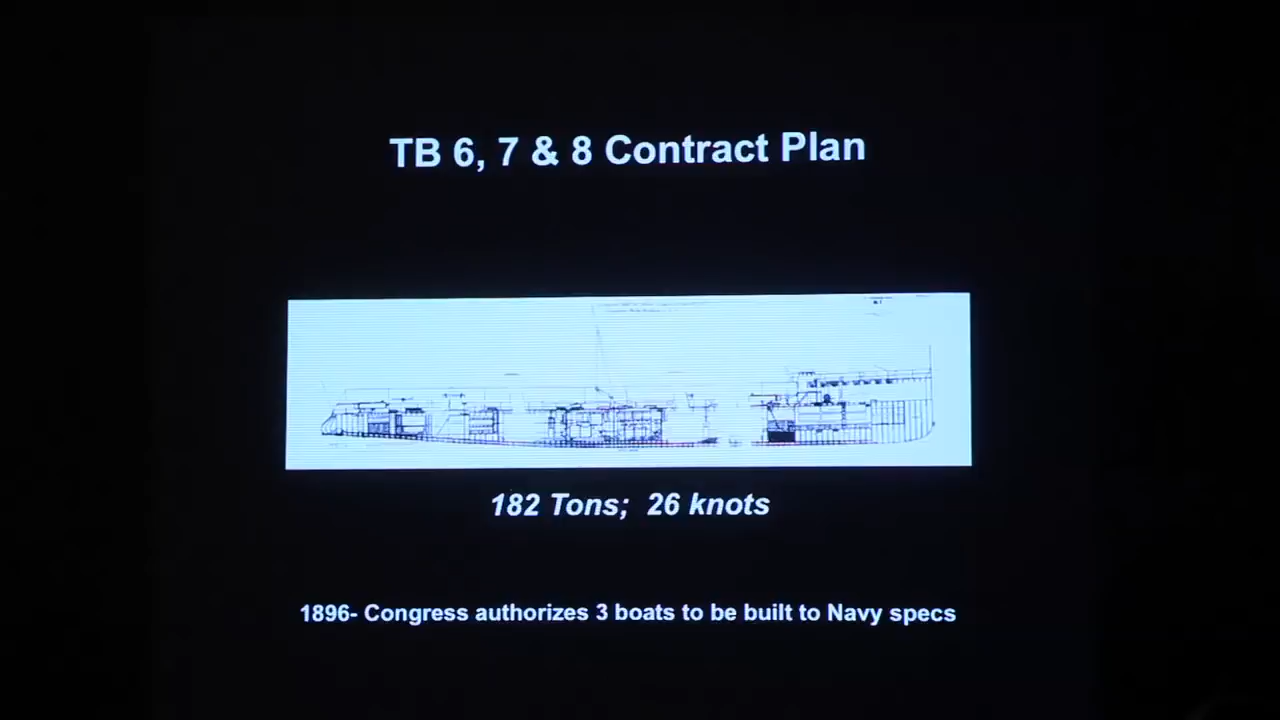 TB 6, 7 & 8 Contract Plan
182 Tons; 26 knots
1896- Congress authorizes 3 boats to be built to Navy specs